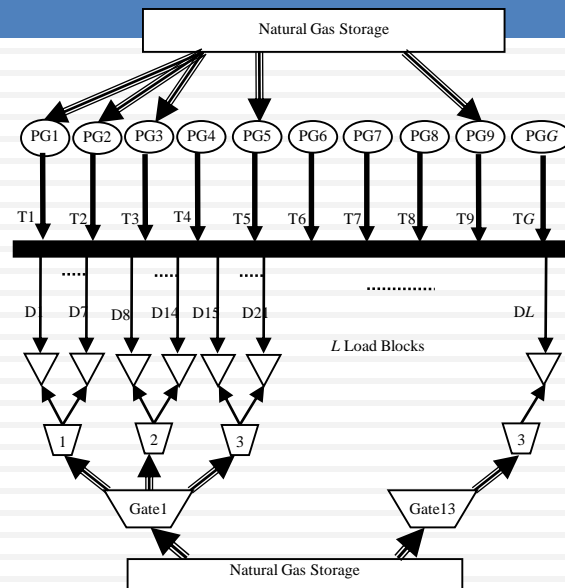 Natural Gas Storage
PG1 PG2 PG3 PG4 PG5 PG6 PG7 PG8 PG9 PGG
T1 T2 T3 T4 T5 T6 T7 T8 T9 TG
D1 D7 D8 D14 D15 D21 DL
L Load Blocks
1 2 3 3
Gate1 Gate13
Natural Gas Storage